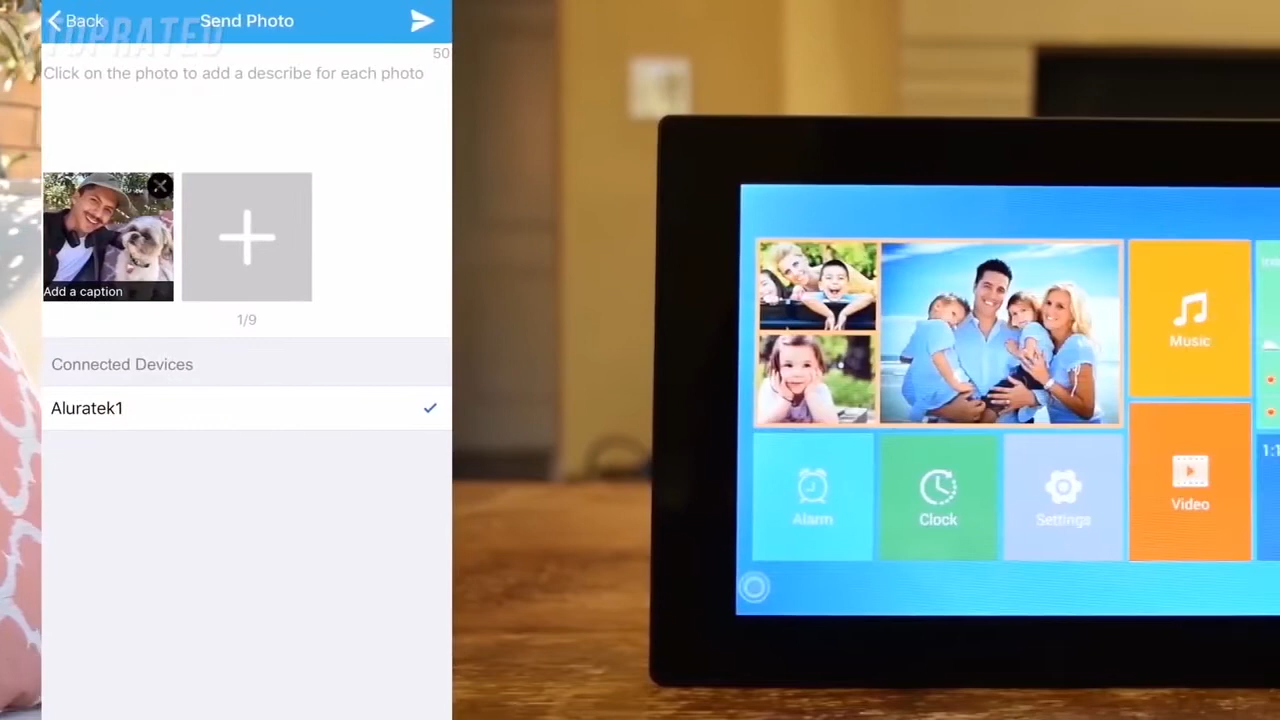 Back
Send Photo
TOPRATED
50
Click on the photo to add a describe for each photo
Add a caption
1/9
Connected Devices
Aluratek1
Music
Alarm
Clock
Settings
Video